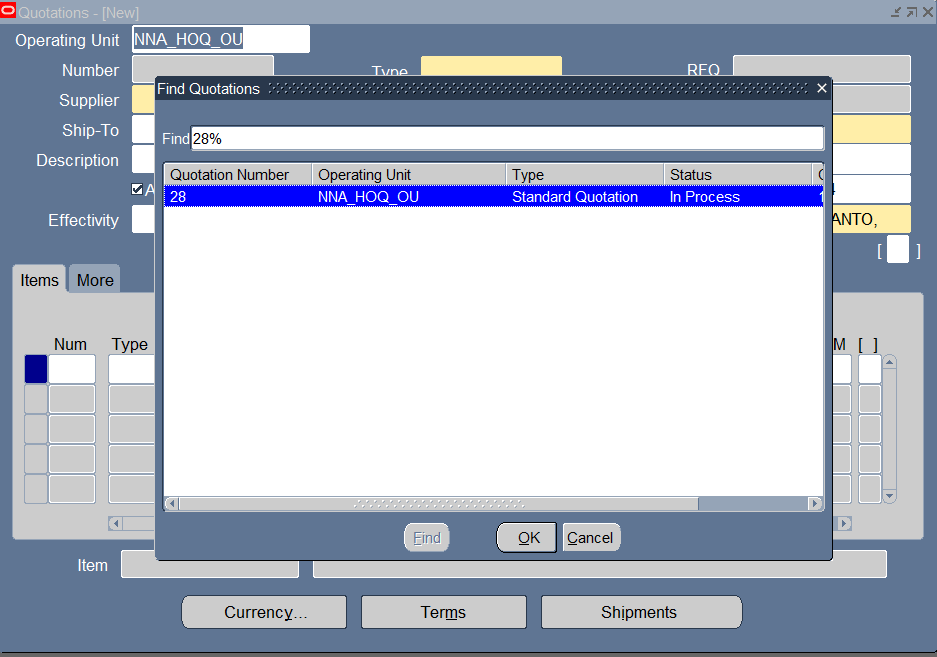 Quotations - [New]
Operating Unit NNA_HOQ_OU
Number Type RFQ
Supplier
Ship-To
Description
Effectivity ANTO,
[ ]
Find Quotations
Find 28%
Quotation Number Operating Unit Type Status
28 NNA_HOQ_OU Standard Quotation In Process
Find OK Cancel
Items More
Num Type M [ ]
Item
Currency... Terms Shipments